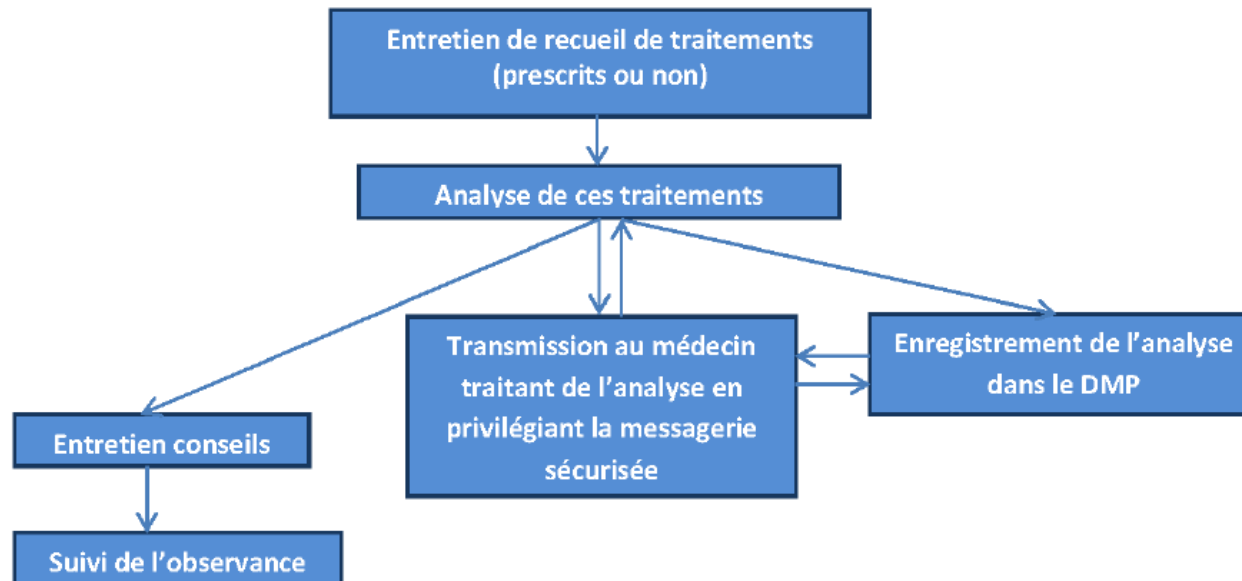 Entretien de recueil de traitements
(prescrits ou non)
Analyse de ces traitements
Transmission au médecin
traitant de l’analyse en
privilégiant la messagerie
sécurisée
Enregistrement de l’analyse
dans le DMP
Entretien conseils
Suivi de l’observance